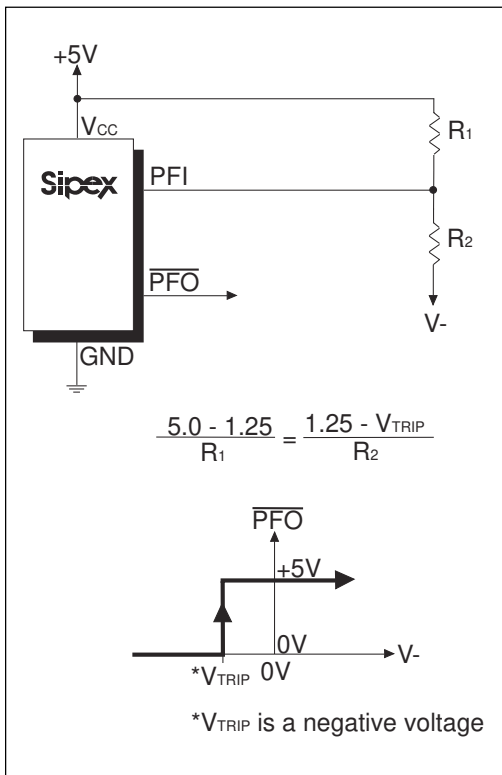 +5V
VCC
Sipex
PFI
R1
R2
PFO
V-
GND
5.0 - 1.25 / R1 = 1.25 - VTRIP / R2
PFO
+5V
0V
V-
*VTRIP 0V
*VTRIP is a negative voltage